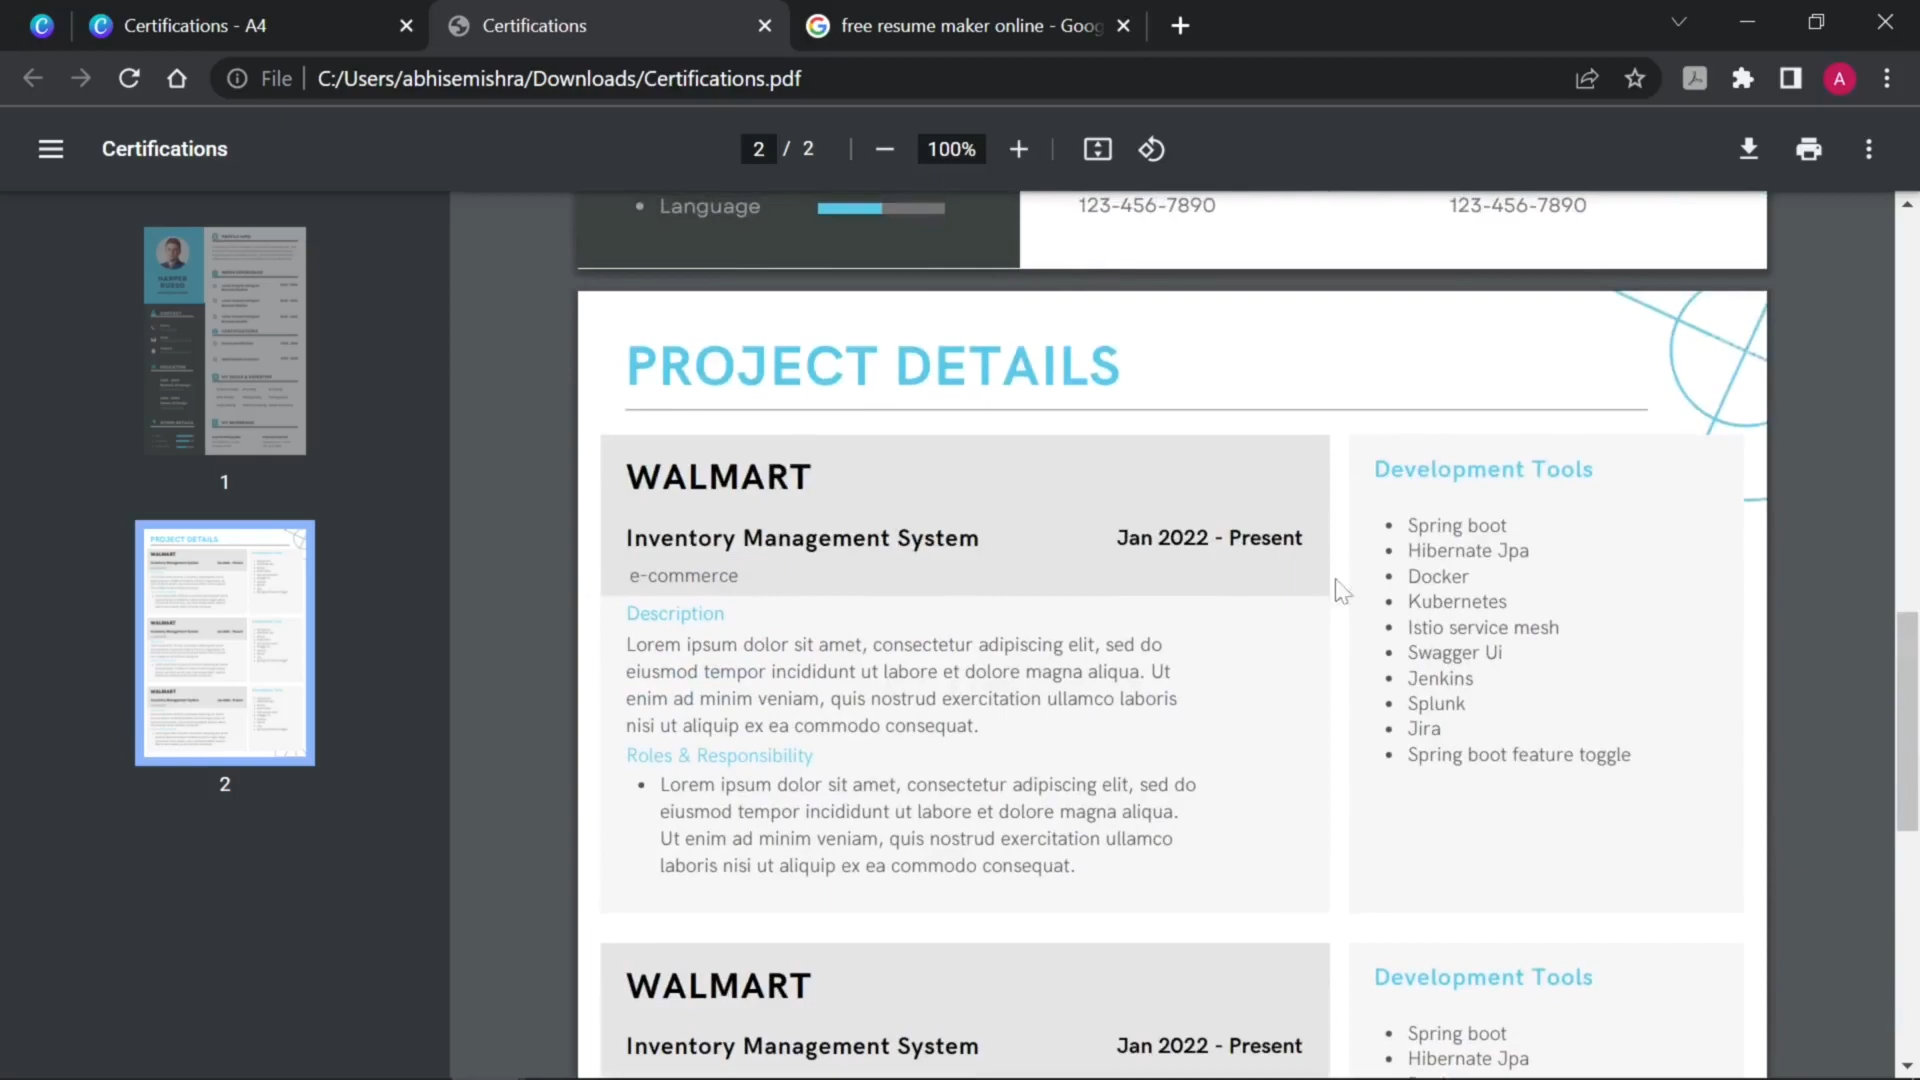 Certifications - A4
Certifications
free resume maker online - Goog
File
C:/Users/abhisemishra/Downloads/Certifications.pdf
A
Certifications
2 / 2
100%
Language
123-456-7890
123-456-7890
1
2
PROJECT DETAILS
WALMART
Inventory Management System
Jan 2022 - Present
e-commerce
Description
Lorem ipsum dolor sit amet, consectetur adipiscing elit, sed do
eiusmod tempor incididunt ut labore et dolore magna aliqua. Ut
enim ad minim veniam, quis nostrud exercitation ullamco laboris
nisi ut aliquip ex ea commodo consequat.
Roles & Responsibility
• Lorem ipsum dolor sit amet, consectetur adipiscing elit, sed do
eiusmod tempor incididunt ut labore et dolore magna aliqua.
Ut enim ad minim veniam, quis nostrud exercitation ullamco
laboris nisi ut aliquip ex ea commodo consequat.
Development Tools
• Spring boot
• Hibernate Jpa
• Docker
• Kubernetes
• Istio service mesh
• Swagger Ui
• Jenkins
• Splunk
• Jira
• Spring boot feature toggle
WALMART
Inventory Management System
Jan 2022 - Present
Development Tools
• Spring boot
• Hibernate Jpa